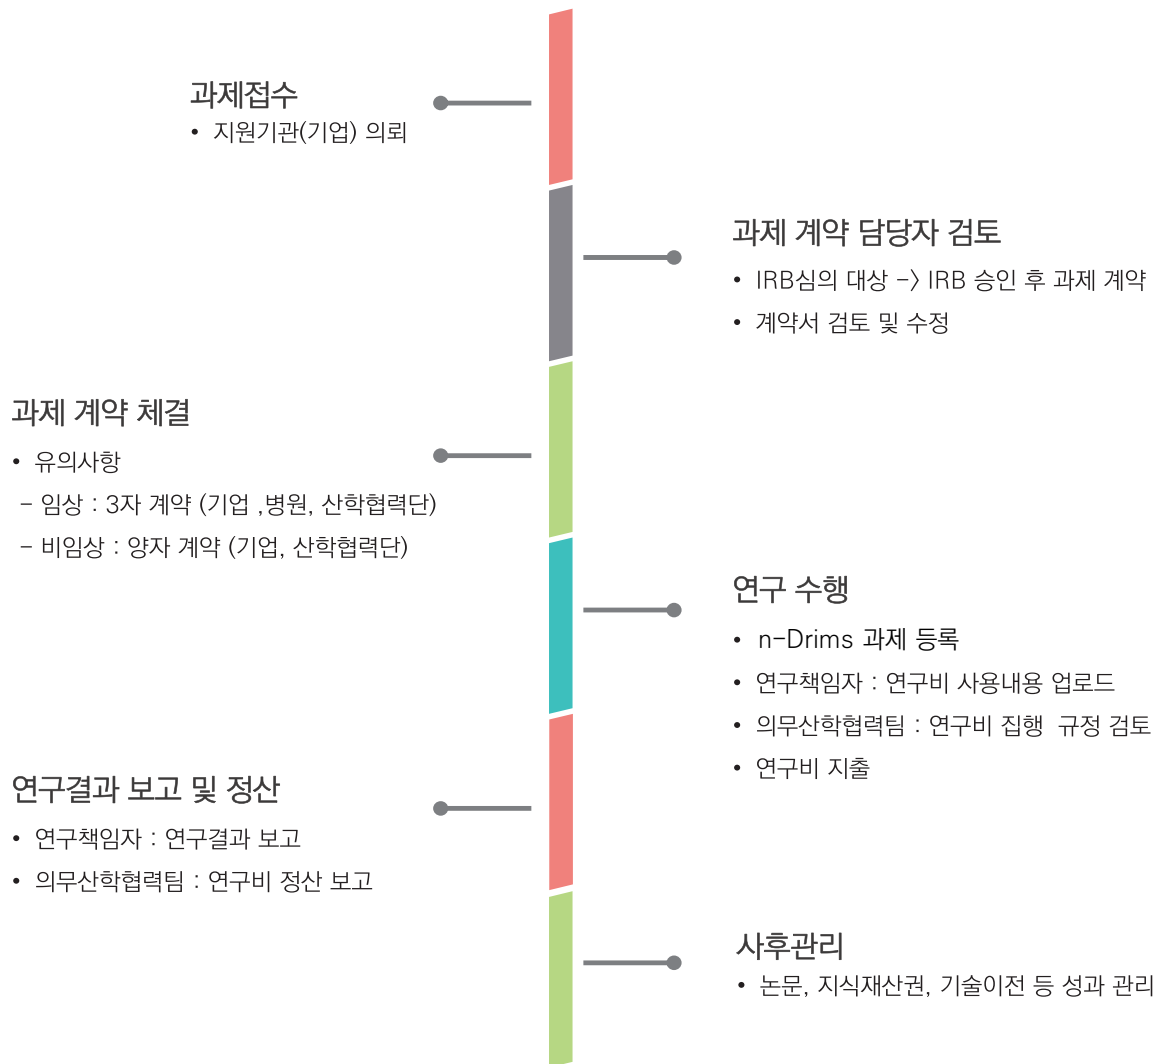 과제접수
• 지원기관(기업) 의뢰
과제 계약 담당자 검토
• IRB심의 대상 -> IRB 승인 후 과제 계약
• 계약서 검토 및 수정
과제 계약 체결
• 유의사항
- 임상 : 3자 계약 (기업 ,병원, 산학협력단)
- 비임상 : 양자 계약 (기업, 산학협력단)
연구 수행
• n-Drims 과제 등록
• 연구책임자 : 연구비 사용내용 업로드
• 의무산학협력팀 : 연구비 집행 규정 검토
• 연구비 지출
연구결과 보고 및 정산
• 연구책임자 : 연구결과 보고
• 의무산학협력팀 : 연구비 정산 보고
사후관리
• 논문, 지식재산권, 기술이전 등 성과 관리